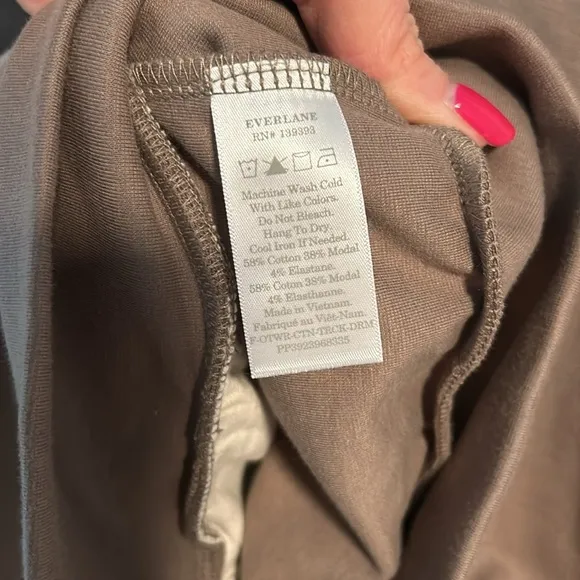 EVERLANE
RN# 139393
Machine Wash Cold
With Like Colors.
Do Not Bleach.
Hang To Dry.
Cool Iron If Needed.
58% Cotton 38% Modal
4% Elastane.
58% Coton 38% Modal
4% Elasthanne.
Made in Vietnam.
Fabriqué au Viêt-Nam.
F-OTWR-CTN-TRCK-DRM
PP3923968335